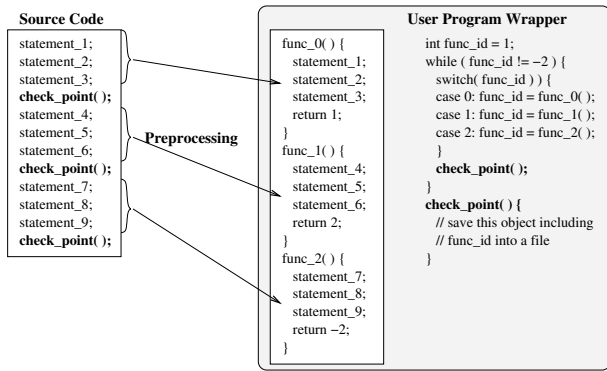 Source Code
statement_1;
statement_2;
statement_3;
check_point( );
statement_4;
statement_5;
statement_6;
check_point( );
statement_7;
statement_8;
statement_9;
check_point( );
Preprocessing
User Program Wrapper
func_0( ) {
statement_1;
statement_2;
statement_3;
return 1;
}
func_1( ) {
statement_4;
statement_5;
statement_6;
return 2;
}
func_2( ) {
statement_7;
statement_8;
statement_9;
return −2;
}
int func_id = 1;
while ( func_id != −2 ) {
switch( func_id ) ) {
case 0: func_id = func_0( );
case 1: func_id = func_1( );
case 2: func_id = func_2( );
}
check_point( );
}
check_point( ) {
// save this object including
// func_id into a file
}